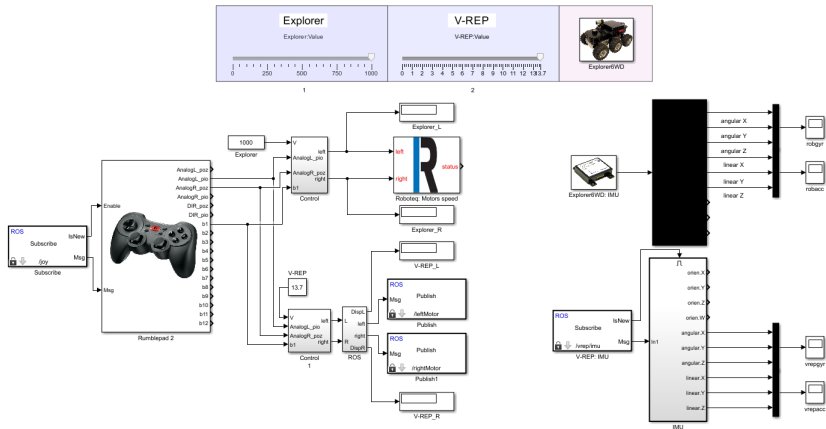 Explorer
Explorer:Value
0 250 500 750 1000
1
V-REP
V-REP:Value
0 1 2 3 4 5 6 7 8 9 10 11 12 13.7
2
Explorer6WD
ROS
Subscribe
/joy
IsNew
Msg
Subscribe
Enable
Msg
AnalogL_poz
AnalogL_pio
AnalogR_poz
AnalogR_pio
DIR_poz
DIR_pio
b1
b2
b3
b4
b5
b6
b7
b8
b9
b10
b11
b12
Rumblepad 2
1000
Explorer
V
AnalogL_pio
AnalogR_poz
b1
left
right
Control
Explorer_L
left
right
status
Roboteq: Motors speed
Explorer_R
V-REP
13.7
V
AnalogL_pio
AnalogR_poz
b1
left
right
Control
1
L
R
DispL
left
right
DispR
ROS
V-REP_L
ROS
Msg
Publish
/leftMotor
Publish
ROS
Msg
Publish
/rightMotor
Publish1
V-REP_R
Explorer6WD: IMU
angular X
angular Y
angular Z
linear X
linear Y
linear Z
robgyr
robacc
ROS
Subscribe
/vrep/imu
IsNew
Msg
V-REP: IMU
In1
orien.X
orien.Y
orien.Z
orien.W
angular.X
angular.Y
angular.Z
linear.X
linear.Y
linear.Z
IMU
vrepgyr
vrepacc